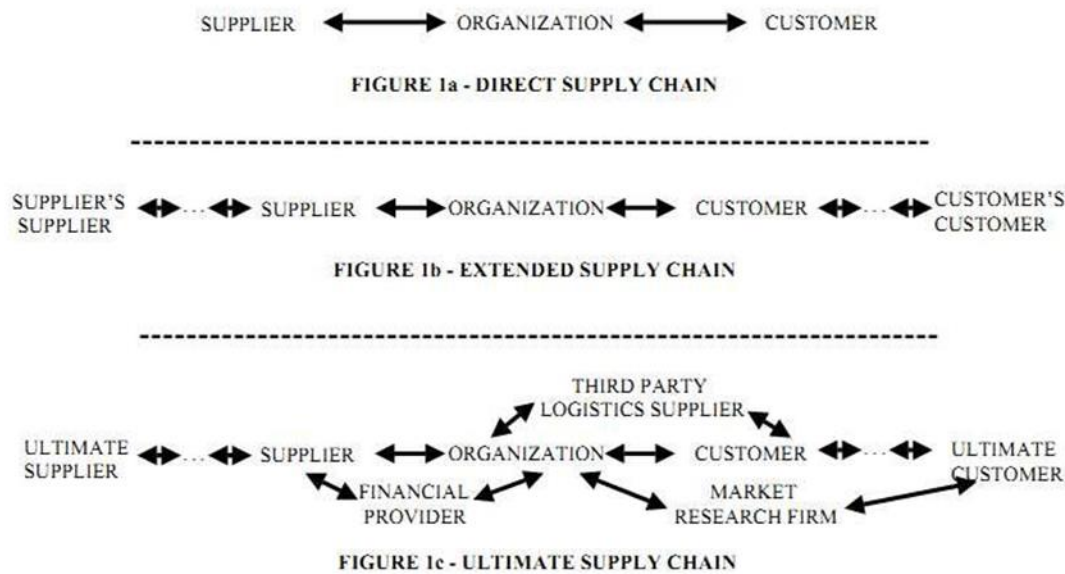 SUPPLIER ORGANIZATION CUSTOMER
FIGURE 1a - DIRECT SUPPLY CHAIN
SUPPLIER'S SUPPLIER ... SUPPLIER ORGANIZATION CUSTOMER ... CUSTOMER'S CUSTOMER
FIGURE 1b - EXTENDED SUPPLY CHAIN
THIRD PARTY
LOGISTICS SUPPLIER
ULTIMATE SUPPLIER ... SUPPLIER ORGANIZATION CUSTOMER ... ULTIMATE CUSTOMER
FINANCIAL PROVIDER
MARKET RESEARCH FIRM
FIGURE 1c - ULTIMATE SUPPLY CHAIN